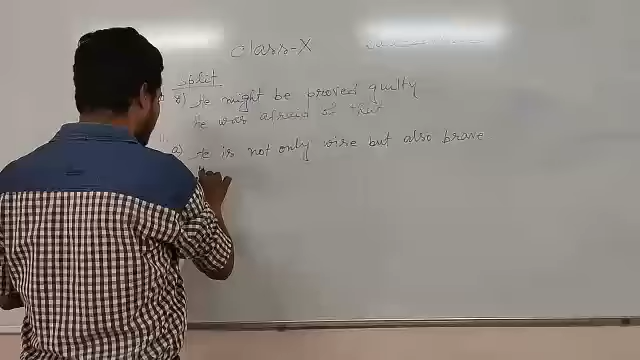 Class-X
Split
b) He might be proved guilty
He was afraid of that
a) He is not only wise but also brave
He